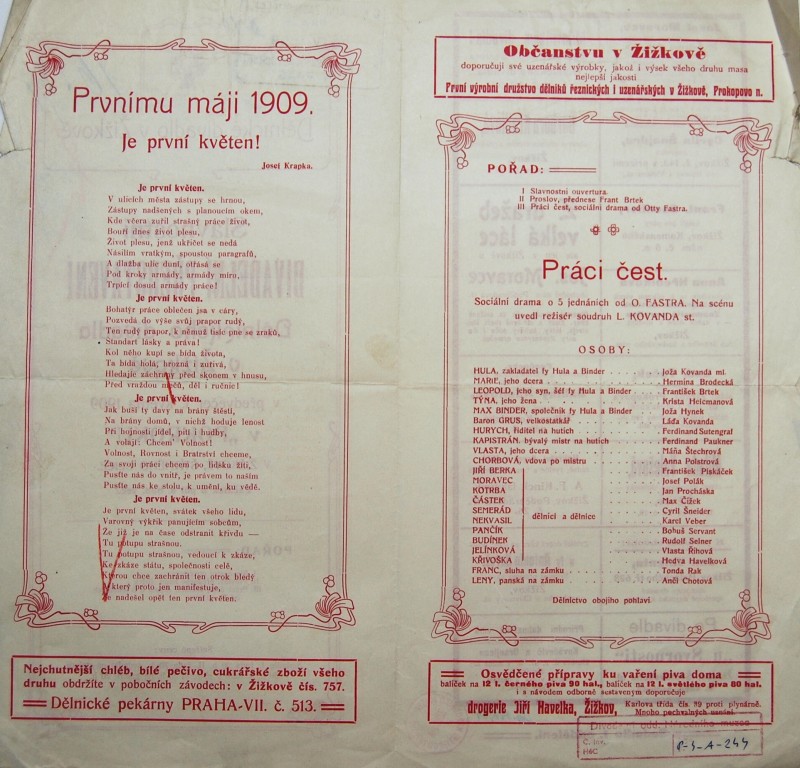 Prvnímu máji 1909.
Je první květen!
Josef Krapka.
Je první květen.
V ulicích města zástupy se hrnou,
Zástupy nadšených s planoucím okem,
Kde včera zuřil strašný práce život,
Bouří dnes život plesu,
Život plesu, jenž ukřičet se nedá
Násilím vratkým, spoustou paragrafů,
A dlažba ulic duní, otřásá se
Pod kroky armády, armády míru,
Trpící dosud armády práce!
Je první květen.
Bohatýr práce oblečen jsa v cáry,
Pozvedá do výše svůj prapor rudý,
Ten rudý prapor, k němuž tisíc pne se zraků,
Standart lásky a práva!
Kol něho kupí se bída života,
Ta bída holá, hrozná i zuřivá,
Hledajíc záchrany před skonem v hnusu,
Před vraždou nočů, děl i ručnic!
Je první květen.
Jak buší ty davy na brány štěstí,
Na brány domů, v nichž hoduje lenost
Při hojnosti jídel, pití i hudby,
A volají: Chcem' Volnost!
Volnost, Rovnost i Bratrství chceme,
Za svoji práci chcem po lidsku žíti,
Pusťte nás do vnitř, je právem to naším
Pusťte nás ke stolu, k umění, ku vědě.
Je první květen.
Je první květen, svátek všeho lidu,
Varovný výkřik panujícím sobcům,
Že již je na čase odstranit křivdu —
Tu potupu strašnou.
Tu potupu strašnou, vedoucí k zkáze,
Ke zkáze státu, společnosti celé,
Kterou chce zachránit ten otrok bledý
Který proto jen manifestuje,
Že nadešel opět ten první květen.
Nejchutnější chléb, bílé pečivo, cukrářské zboží všeho
druhu obdržíte v pobočních závodech: v Žižkově čís. 757.
Dělnické pekárny PRAHA-VII. č. 513.
Občanstvu v Žižkově
doporučují své uzenářské výrobky, jakož i výsek všeho druhu masa
nejlepší jakosti
První výrobní družstvo dělníků řeznických i uzenářských v Žižkově, Prokopovo n.
POŘAD:
I Slavnostní ouvertura.
II Proslov, přednese Frant Brtek
III Práci čest, sociální drama od Otty Fastra.
Práci čest.
Sociální drama o 5 jednáních od O. FASTRA. Na scénu
uvedl režisér soudruh L. KOVANDA st.
OSOBY:
HULA, zakladatel fy Hula a Binder . . . . . Joža Kovanda ml.
MARIE, jeho dcera . . . . . Hermina Brodecká
LEOPOLD, jeho syn, šéf fy Hula a Binder . . . . . František Brtek
TÝNA, jeho žena . . . . . Krista Helcmanová
MAX BINDER, společník fy Hula a Binder . . . . . Joža Hynek
Baron GRUS, velkostatkář . . . . . Láďa Kovanda
HURYCH, ředitel na hutích . . . . . Ferdinand Sutengraf
KAPISTRÁN, bývalý mistr na hutích . . . . . Ferdinand Paukner
VLASTA, jeho dcera . . . . . Máňa Štechrová
CHORBOVÁ, vdova po mistru . . . . . Anna Polstrová
JIŘÍ BERKA . . . . . František Piskáček
MORAVEC . . . . . Josef Polák
KOTRBA . . . . . Jan Procháska
ČÁSTEK . . . . . Max Čížek
SEMERÁD . . . . . Cyril Šneider
NEKVASIL dělníci a dělnice . . . . . Karel Veber
PANČÍK . . . . . Bohuš Servant
BUDÍNEK . . . . . Rudolf Selner
JELÍNKOVÁ . . . . . Vlasta Říhová
KŘIVOŠKA . . . . . Hedva Havelková
FRANC, sluha na zámku . . . . . Tonda Rak
LENY, panská na zámku . . . . . Anči Chotová
Dělnictvo obojího pohlaví
Osvědčené přípravy ku vaření piva doma
balíček na 12 l. černého piva 90 hal., balíček na 12 l. světlého piva 80 hal.
i s návodem odborně sestaveným doporučuje
drogerie Jiří Havelka, Žižkov, Karlova třída čís. 39 proti plynárně.
Mnoho pochvalných uznání.
Divadelní odd. Národního musea
Č. inv.
H6C
P-4-A-244